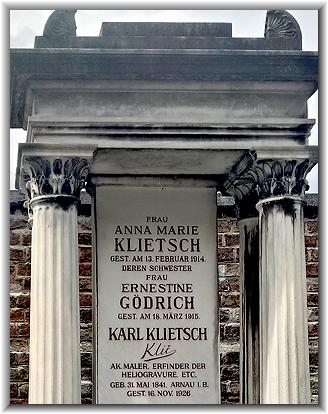 FRAU
ANNA MARIE
KLIETSCH
GEST. AM 13. FEBRUAR 1914.
DEREN SCHWESTER
FRAU
ERNESTINE
GÖDRICH
GEST. AM 18. MÄRZ 1915.
KARL KLIETSCH
Klič
AK. MALER, ERFINDER DER
HELIOGRAVURE, ETC.
GEB. 31. MAI 1841, ARNAU I. B.
GEST. 16. NOV. 1926